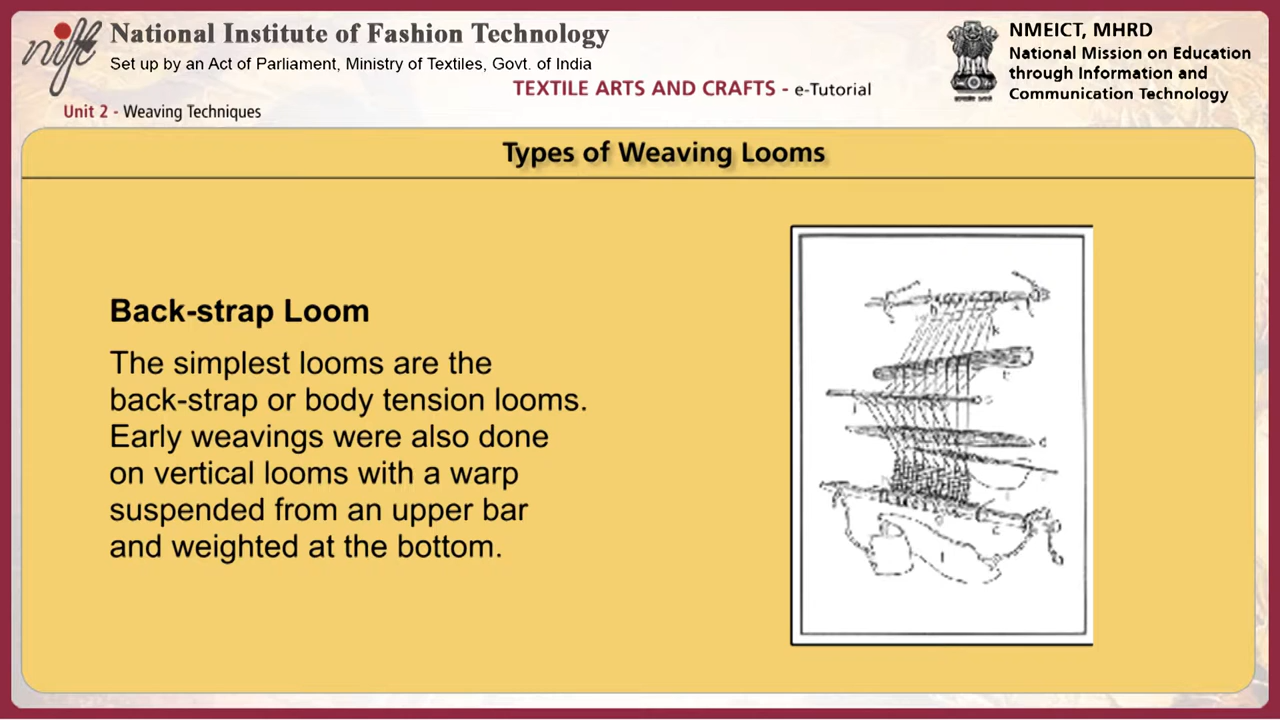 nift
National Institute of Fashion Technology
Set up by an Act of Parliament, Ministry of Textiles, Govt. of India
NMEICT, MHRD
National Mission on Education
through Information and
Communication Technology
TEXTILE ARTS AND CRAFTS - e-Tutorial
Unit 2 - Weaving Techniques
Types of Weaving Looms
Back-strap Loom
The simplest looms are the
back-strap or body tension looms.
Early weavings were also done
on vertical looms with a warp
suspended from an upper bar
and weighted at the bottom.